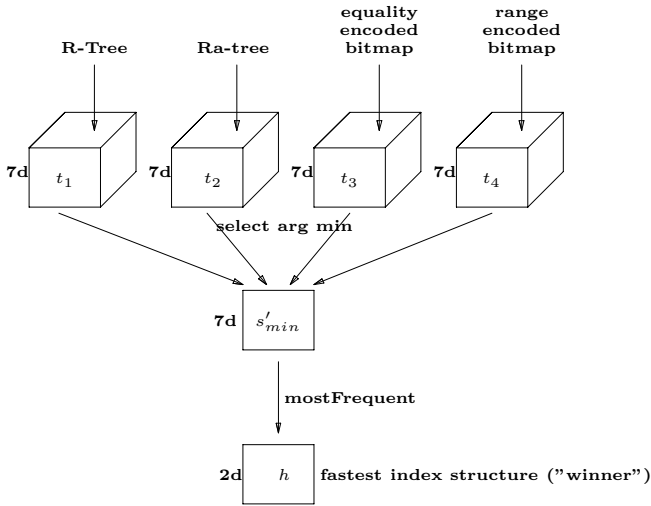 equality
encoded
bitmap
range
encoded
bitmap
R-Tree
Ra-tree
7d
t1
7d
t2
7d
t3
7d
t4
select arg min
7d
s′min
mostFrequent
2d
h
fastest index structure ("winner")